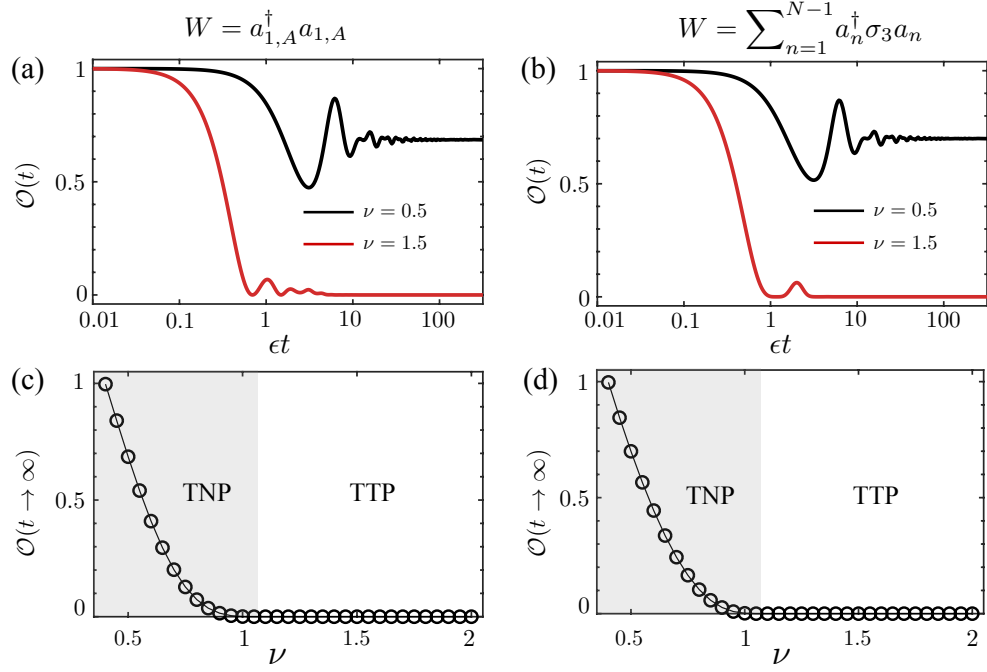 W = a†₁,A a₁,A
W = ∑ᴺ⁻¹ₙ₌₁ a†ₙ σ₃ aₙ
(a)
1
0.5
0
O(t)
ν = 0.5
ν = 1.5
0.01 0.1 1 10 100
ϵt
(b)
1
0.5
0
O(t)
ν = 0.5
ν = 1.5
0.01 0.1 1 10 100
ϵt
(c)
1
0.5
0
O(t → ∞)
TNP TTP
0.5 1 1.5 2
ν
(d)
1
0.5
0
O(t → ∞)
TNP TTP
0.5 1 1.5 2
ν